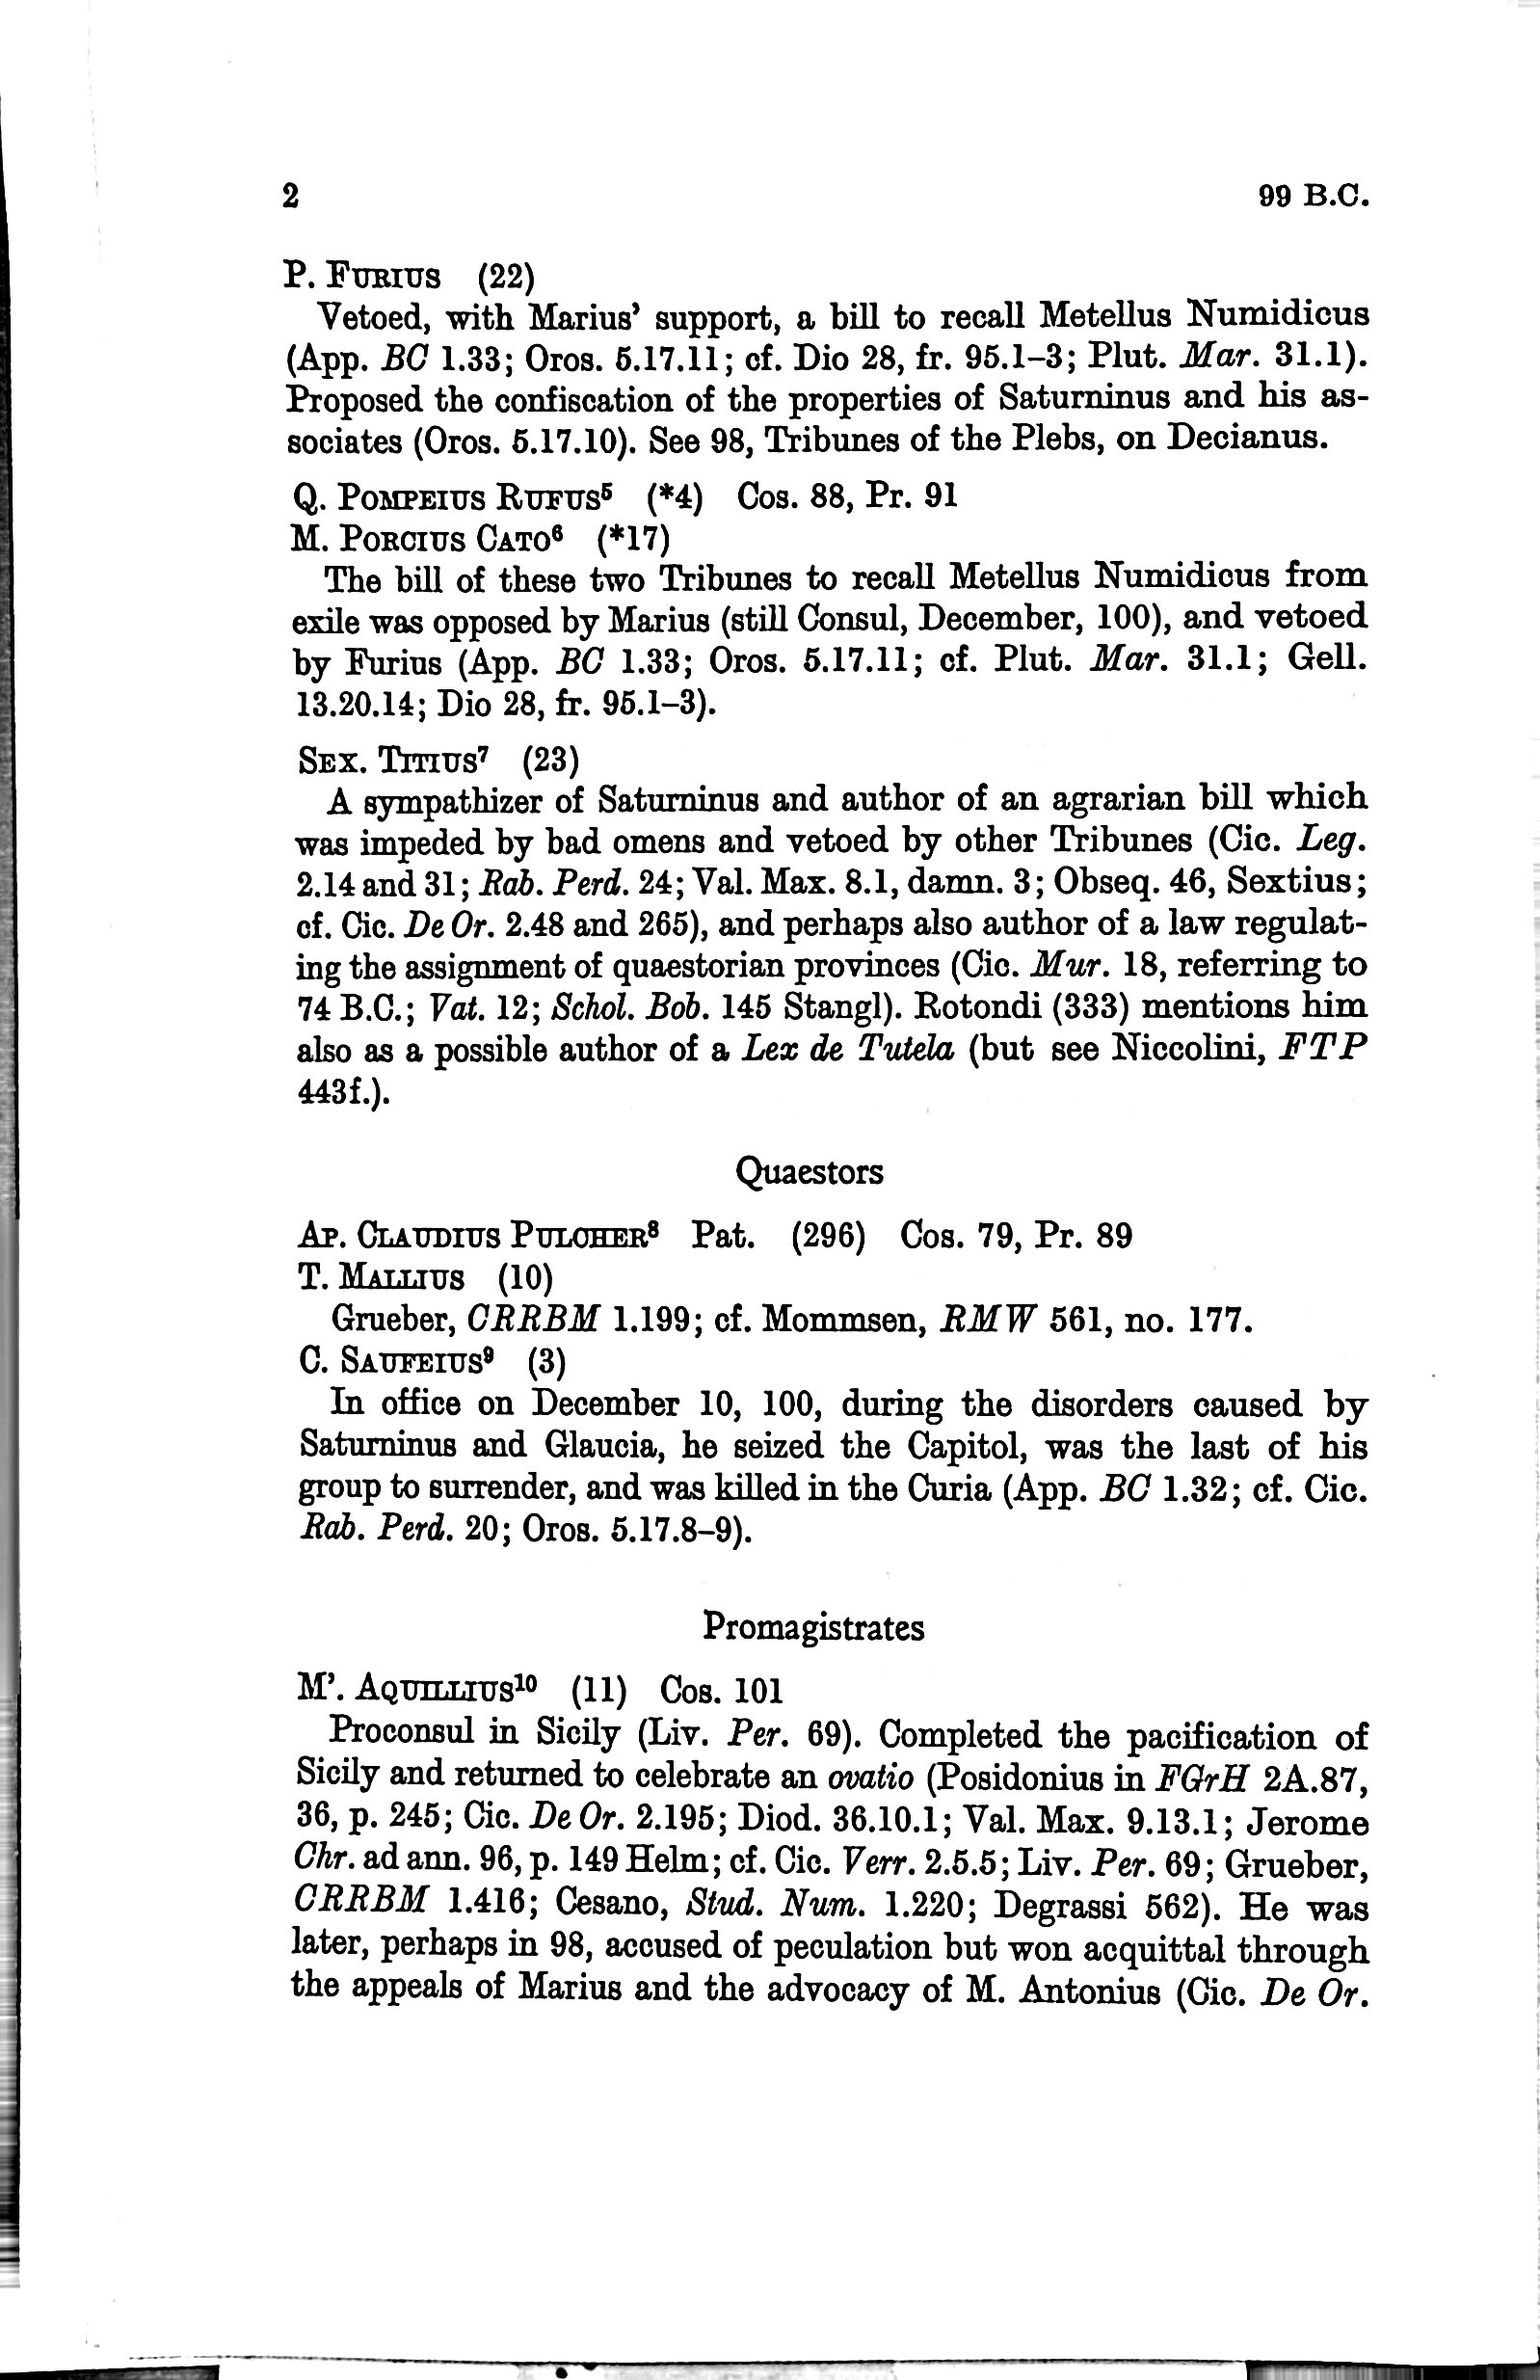 2 99 B.C.
P. Furius (22)
Vetoed, with Marius’ support, a bill to recall Metellus Numidicus
(App. BC 1.33; Oros. 5.17.11; cf. Dio 28, fr. 95.1–3; Plut. Mar. 31.1).
Proposed the confiscation of the properties of Saturninus and his as-
sociates (Oros. 5.17.10). See 98, Tribunes of the Plebs, on Decianus.
Q. Pompeius Rufus⁵ (*4) Cos. 88, Pr. 91
M. Porcius Cato⁶ (*17)
The bill of these two Tribunes to recall Metellus Numidicus from
exile was opposed by Marius (still Consul, December, 100), and vetoed
by Furius (App. BC 1.33; Oros. 5.17.11; cf. Plut. Mar. 31.1; Gell.
13.20.14; Dio 28, fr. 95.1–3).
Sex. Titius⁷ (23)
A sympathizer of Saturninus and author of an agrarian bill which
was impeded by bad omens and vetoed by other Tribunes (Cic. Leg.
2.14 and 31; Rab. Perd. 24; Val. Max. 8.1, damn. 3; Obseq. 46, Sextius;
cf. Cic. De Or. 2.48 and 265), and perhaps also author of a law regulat-
ing the assignment of quaestorian provinces (Cic. Mur. 18, referring to
74 B.C.; Vat. 12; Schol. Bob. 145 Stangl). Rotondi (333) mentions him
also as a possible author of a Lex de Tutela (but see Niccolini, FTP
443f.).
Quaestors
Ap. Claudius Pulcher⁸ Pat. (296) Cos. 79, Pr. 89
T. Mallius (10)
Grueber, CRRBM 1.199; cf. Mommsen, RMW 561, no. 177.
C. Saufeius⁹ (3)
In office on December 10, 100, during the disorders caused by
Saturninus and Glaucia, he seized the Capitol, was the last of his
group to surrender, and was killed in the Curia (App. BC 1.32; cf. Cic.
Rab. Perd. 20; Oros. 5.17.8–9).
Promagistrates
M’. Aquillius¹⁰ (11) Cos. 101
Proconsul in Sicily (Liv. Per. 69). Completed the pacification of
Sicily and returned to celebrate an ovatio (Posidonius in FGrH 2A.87,
36, p. 245; Cic. De Or. 2.195; Diod. 36.10.1; Val. Max. 9.13.1; Jerome
Chr. ad ann. 96, p. 149 Helm; cf. Cic. Verr. 2.5.5; Liv. Per. 69; Grueber,
CRRBM 1.416; Cesano, Stud. Num. 1.220; Degrassi 562). He was
later, perhaps in 98, accused of peculation but won acquittal through
the appeals of Marius and the advocacy of M. Antonius (Cic. De Or.